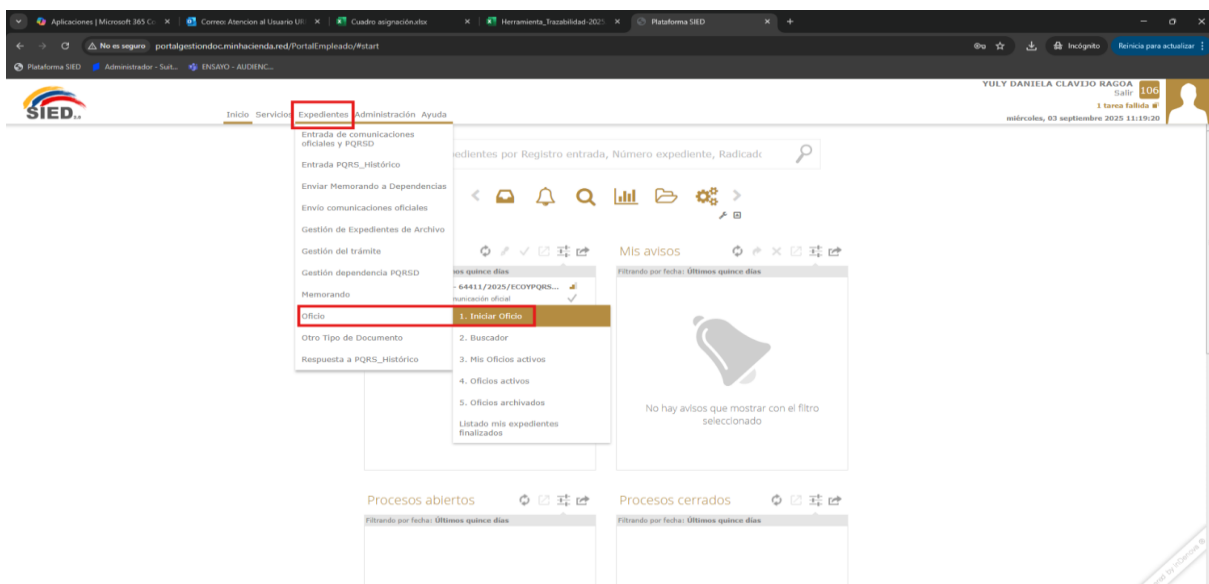 Aplicaciones | Microsoft 365 Co
Correo: Atencion al Usuario UR
Cuadro asignación.xlsx
Herramienta_Trazabilidad-2025
Plataforma SIED
No es seguro
portalgestiondoc.minhacienda.red/PortalEmpleado/#start
Incógnito
Reinicia para actualizar
Plataforma SIED
Administrador - Suit...
ENSAYO - AUDIENC...
SIED
YULY DANIELA CLAVIJO RAGOA
Salir
106
1 tarea fallida
miércoles, 03 septiembre 2025 11:19:20
Inicio Servicios Expedientes Administración Ayuda
Entrada de comunicaciones
oficiales y PQRSD
Entrada PQRS_Histórico
Enviar Memorando a Dependencias
Envío comunicaciones oficiales
Gestión de Expedientes de Archivo
Gestión del trámite
Gestión dependencia PQRSD
Memorando
Oficio
Otro Tipo de Documento
Respuesta a PQRS_Histórico
1. Iniciar Oficio
2. Buscador
3. Mis Oficios activos
4. Oficios activos
5. Oficios archivados
Listado mis expedientes
finalizados
edientes por Registro entrada, Número expediente, Radicado
os quince días
- 64411/2025/ECOYPQRS...
municación oficial
Mis avisos
Filtrando por fecha: Últimos quince días
No hay avisos que mostrar con el filtro
seleccionado
Procesos abiertos
Filtrando por fecha: Últimos quince días
Procesos cerrados
Filtrando por fecha: Últimos quince días